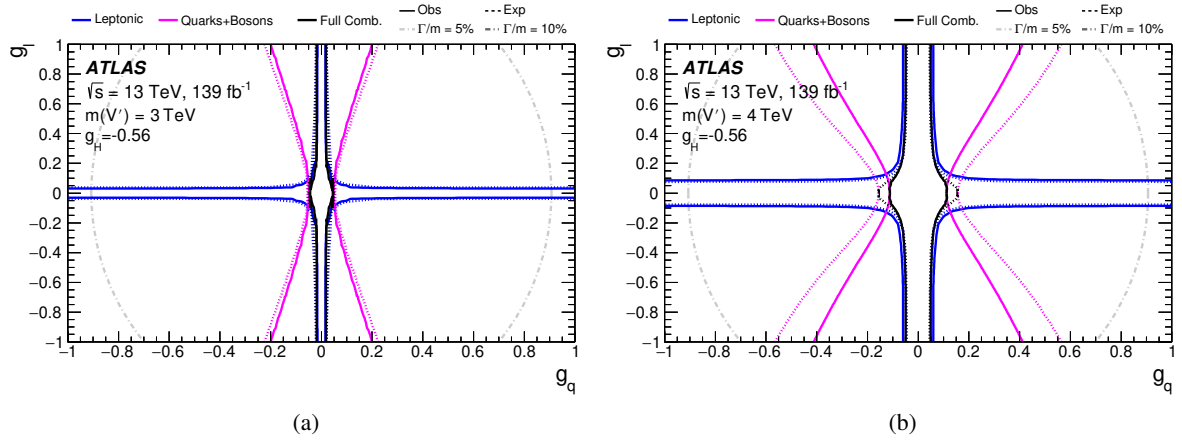 Leptonic Quarks+Bosons Full Comb. Obs Exp
Γ/m = 5% Γ/m = 10%
g_l
ATLAS
√s = 13 TeV, 139 fb⁻¹
m(V′) = 3 TeV
g_H=-0.56
1
0.8
0.6
0.4
0.2
0
−0.2
−0.4
−0.6
−0.8
−1
−1 −0.8 −0.6 −0.4 −0.2 0 0.2 0.4 0.6 0.8 1
g_q
(a)
Leptonic Quarks+Bosons Full Comb. Obs Exp
Γ/m = 5% Γ/m = 10%
g_l
ATLAS
√s = 13 TeV, 139 fb⁻¹
m(V′) = 4 TeV
g_H=-0.56
1
0.8
0.6
0.4
0.2
0
−0.2
−0.4
−0.6
−0.8
−1
−1 −0.8 −0.6 −0.4 −0.2 0 0.2 0.4 0.6 0.8 1
g_q
(b)